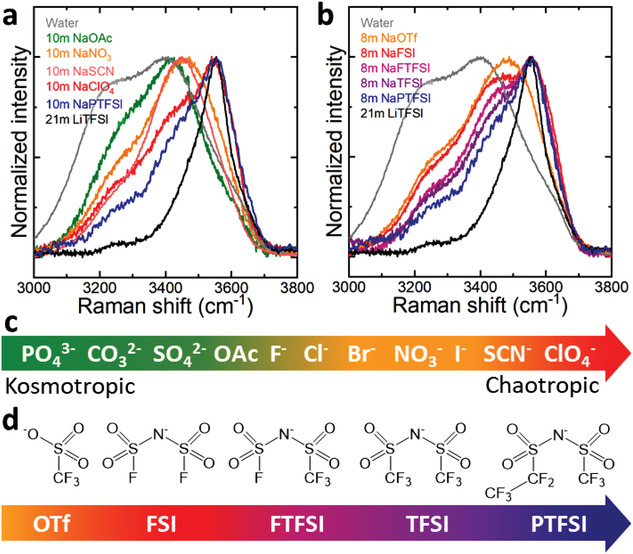 a
Normalized intensity
Water
10m NaOAc
10m NaNO₃
10m NaSCN
10m NaClO₄
10m NaPTFSI
21m LiTFSI
3000 3200 3400 3600 3800
Raman shift (cm⁻¹)
b
Normalized intensity
Water
8m NaOTf
8m NaFSI
8m NaFTFSI
8m NaTFSI
8m NaPTFSI
21m LiTFSI
3000 3200 3400 3600 3800
Raman shift (cm⁻¹)
c
PO₄³⁻ CO₃²⁻ SO₄²⁻ OAc F⁻ Cl⁻ Br⁻ NO₃⁻ I⁻ SCN⁻ ClO₄⁻
Kosmotropic Chaotropic
d
⁻O O O N⁻ O O N⁻ O O N⁻ O O N⁻ O
S S S S S S S S S
O O O O O O O O O
CF₃ F F F CF₃ CF₃ CF₃ CF₂ CF₃
CF₃
OTf FSI FTFSI TFSI PTFSI